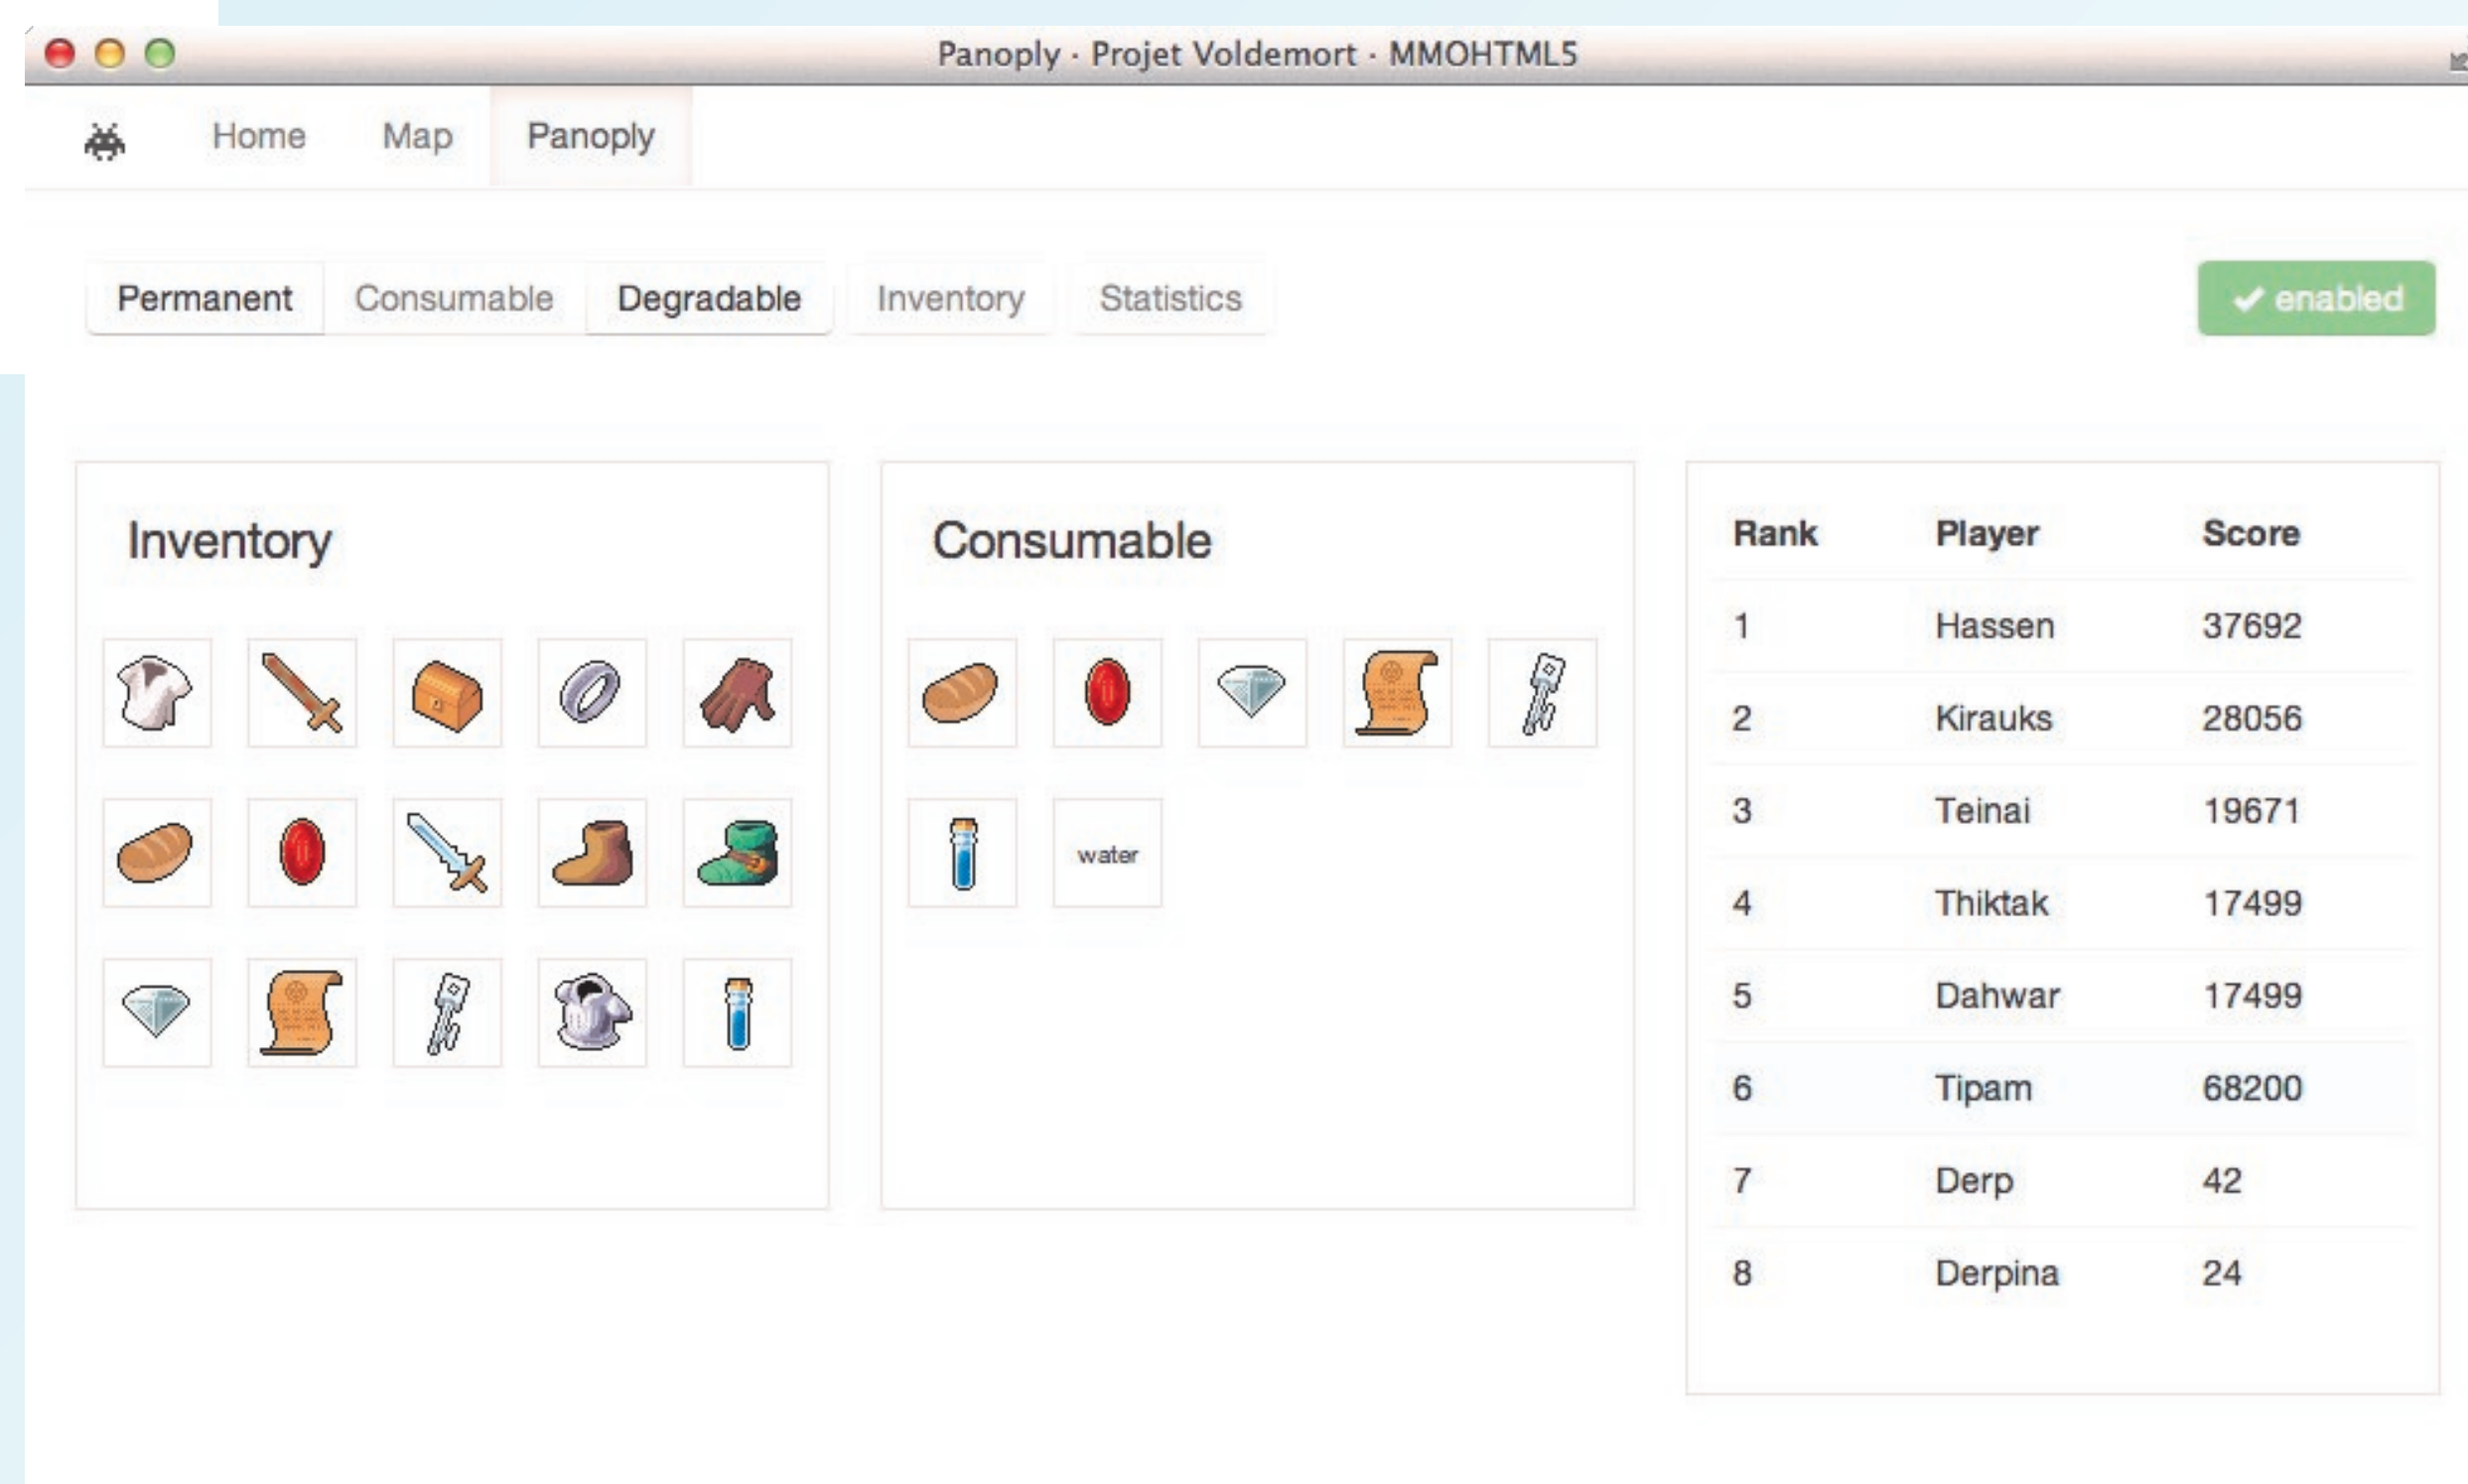 Panoply · Projet Voldemort · MMOHTML5
Home Map Panoply
Permanent Consumable Degradable Inventory Statistics enabled
Inventory
Consumable
water
Rank Player Score
1 Hassen 37692
2 Kirauks 28056
3 Teinai 19671
4 Thiktak 17499
5 Dahwar 17499
6 Tipam 68200
7 Derp 42
8 Derpina 24